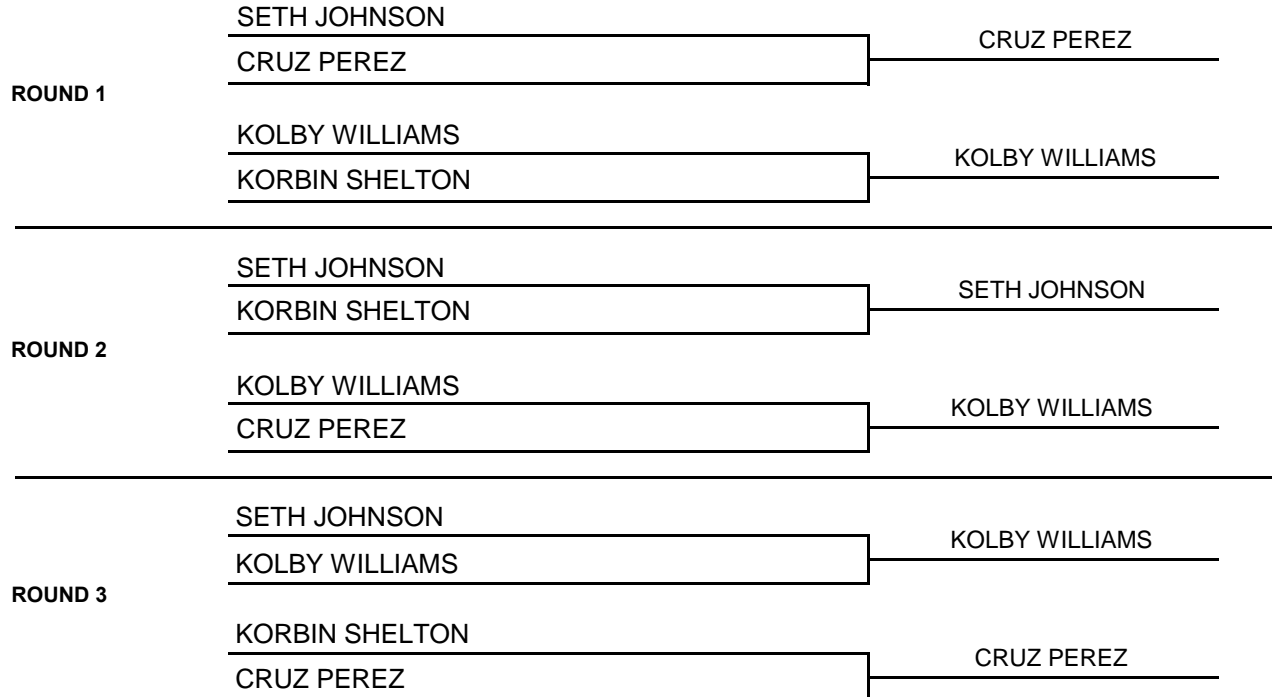 SETH JOHNSON
CRUZ PEREZ
CRUZ PEREZ
ROUND 1
KOLBY WILLIAMS
KORBIN SHELTON
KOLBY WILLIAMS
SETH JOHNSON
KORBIN SHELTON
SETH JOHNSON
ROUND 2
KOLBY WILLIAMS
CRUZ PEREZ
KOLBY WILLIAMS
SETH JOHNSON
KOLBY WILLIAMS
KOLBY WILLIAMS
ROUND 3
KORBIN SHELTON
CRUZ PEREZ
CRUZ PEREZ